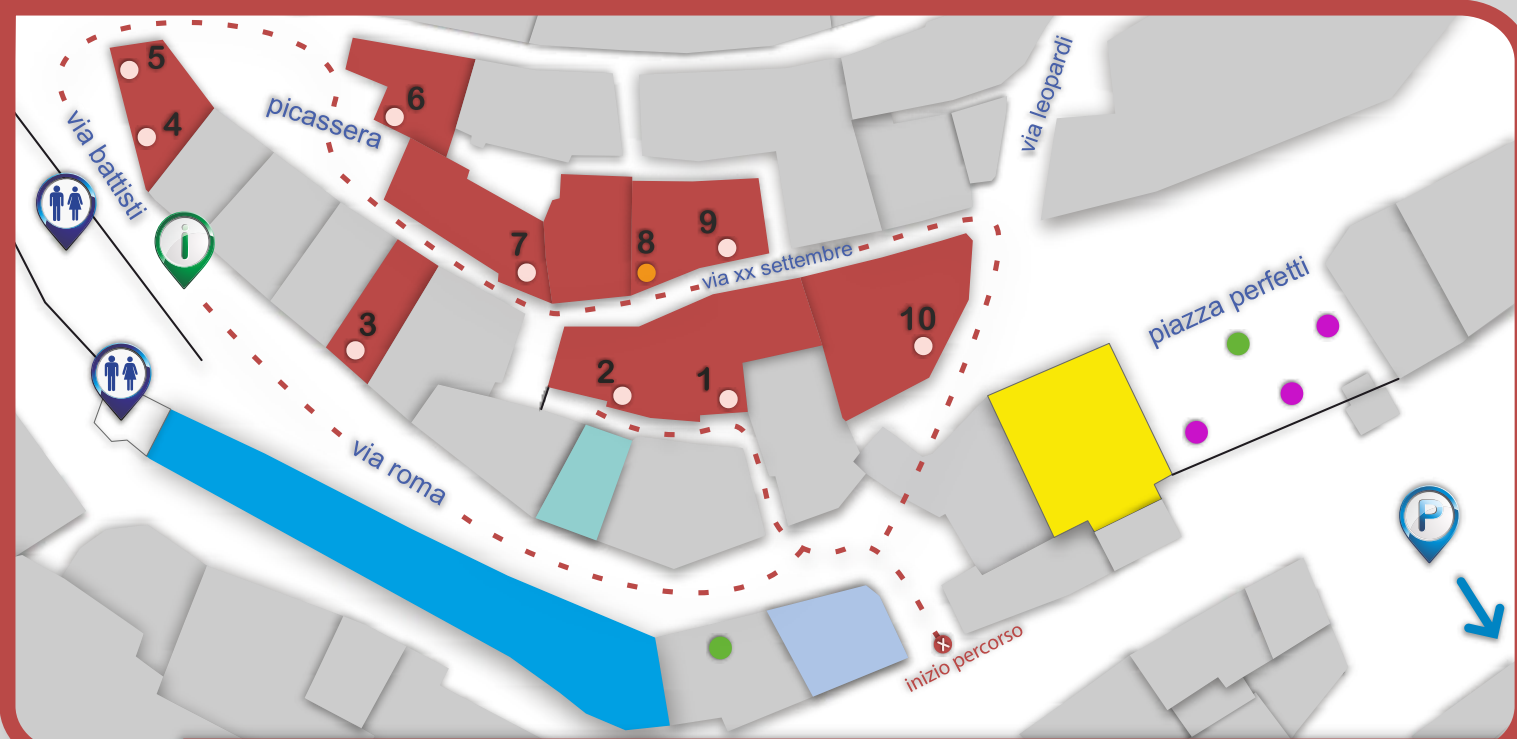 5
4
6
picassera
via battisti
via leopardi
i
7
8
9
via xx settembre
10
3
2
1
piazza perfetti
via roma
P
inizio percorso